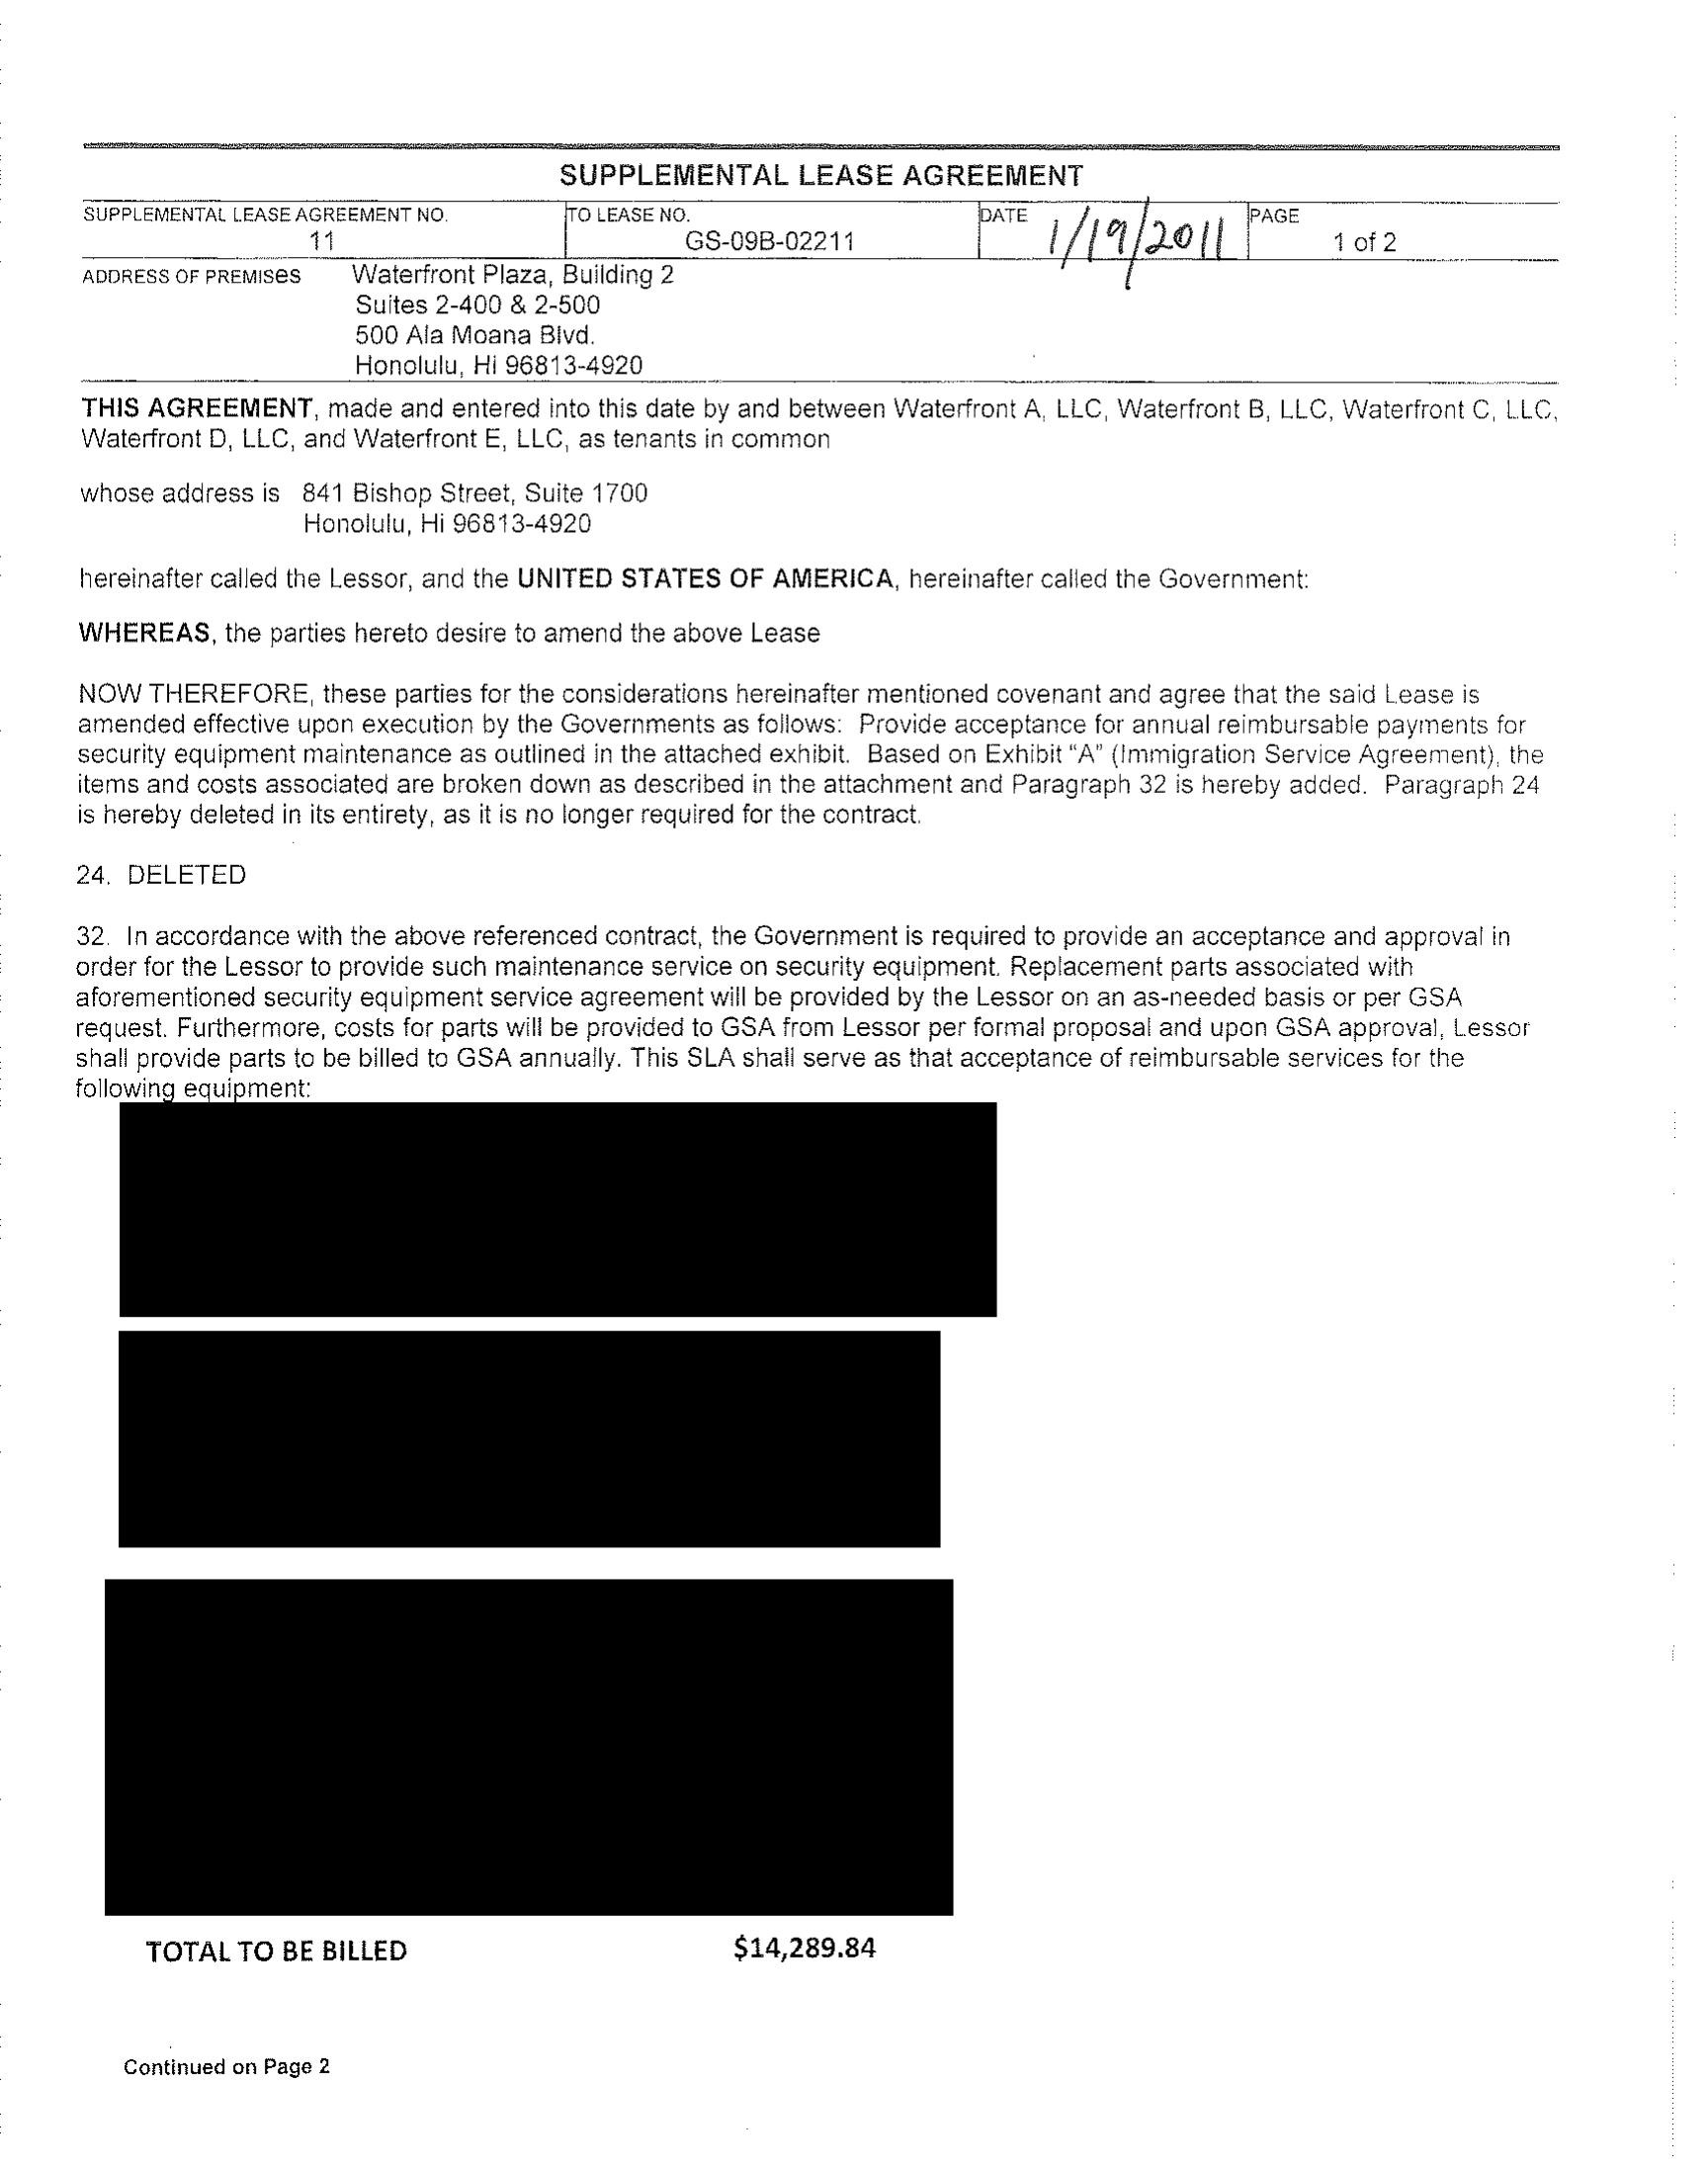 SUPPLEMENTAL LEASE AGREEMENT
SUPPLEMENTAL LEASE AGREEMENT NO. TO LEASE NO. DATE PAGE
11 GS-09B-02211 1/19/2011 1 of 2
ADDRESS OF PREMISes Waterfront Plaza, Building 2
Suites 2-400 & 2-500
500 Ala Moana Blvd.
Honolulu, Hi 96813-4920
THIS AGREEMENT, made and entered into this date by and between Waterfront A, LLC, Waterfront B, LLC, Waterfront C, LLC,
Waterfront D, LLC, and Waterfront E, LLC, as tenants in common
whose address is 841 Bishop Street, Suite 1700
Honolulu, Hi 96813-4920
hereinafter called the Lessor, and the UNITED STATES OF AMERICA, hereinafter called the Government:
WHEREAS, the parties hereto desire to amend the above Lease
NOW THEREFORE, these parties for the considerations hereinafter mentioned covenant and agree that the said Lease is
amended effective upon execution by the Governments as follows: Provide acceptance for annual reimbursable payments for
security equipment maintenance as outlined in the attached exhibit. Based on Exhibit "A" (Immigration Service Agreement), the
items and costs associated are broken down as described in the attachment and Paragraph 32 is hereby added. Paragraph 24
is hereby deleted in its entirety, as it is no longer required for the contract.
24. DELETED
32. In accordance with the above referenced contract, the Government is required to provide an acceptance and approval in
order for the Lessor to provide such maintenance service on security equipment. Replacement parts associated with
aforementioned security equipment service agreement will be provided by the Lessor on an as-needed basis or per GSA
request. Furthermore, costs for parts will be provided to GSA from Lessor per formal proposal and upon GSA approval, Lessor
shall provide parts to be billed to GSA annually. This SLA shall serve as that acceptance of reimbursable services for the
following equipment:
TOTAL TO BE BILLED $14,289.84
Continued on Page 2